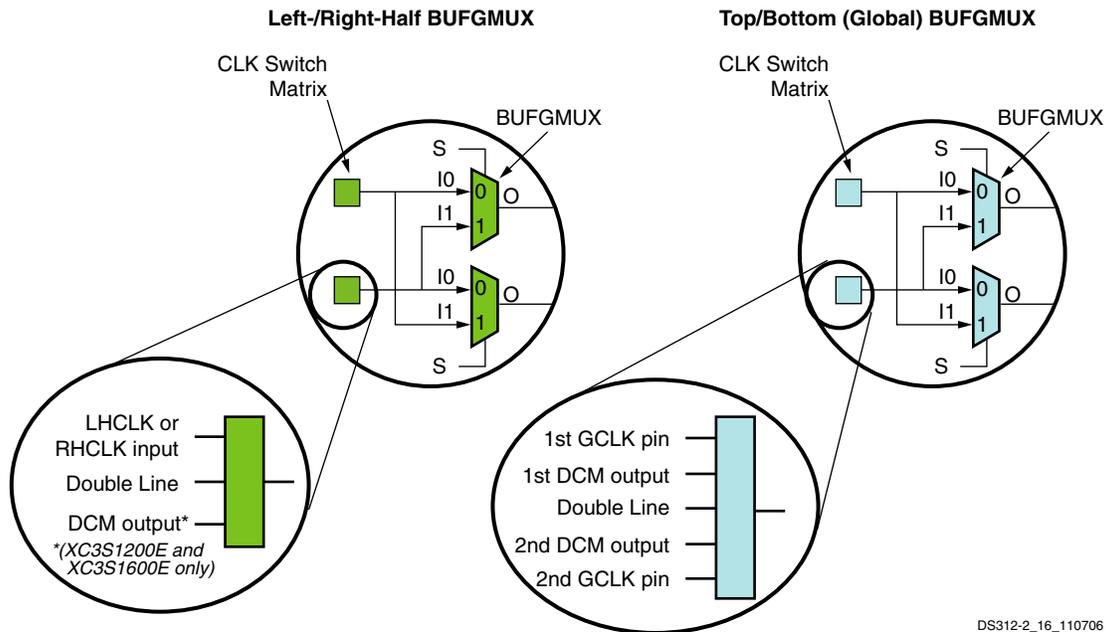 Left-/Right-Half BUFGMUX
CLK Switch
Matrix
BUFGMUX
S
I0
0
O
I1
1
I0
0
O
I1
1
S
LHCLK or
RHCLK input
Double Line
DCM output*
*(XC3S1200E and
XC3S1600E only)
Top/Bottom (Global) BUFGMUX
CLK Switch
Matrix
BUFGMUX
S
I0
0
O
I1
1
I0
0
O
I1
1
S
1st GCLK pin
1st DCM output
Double Line
2nd DCM output
2nd GCLK pin
DS312-2_16_110706